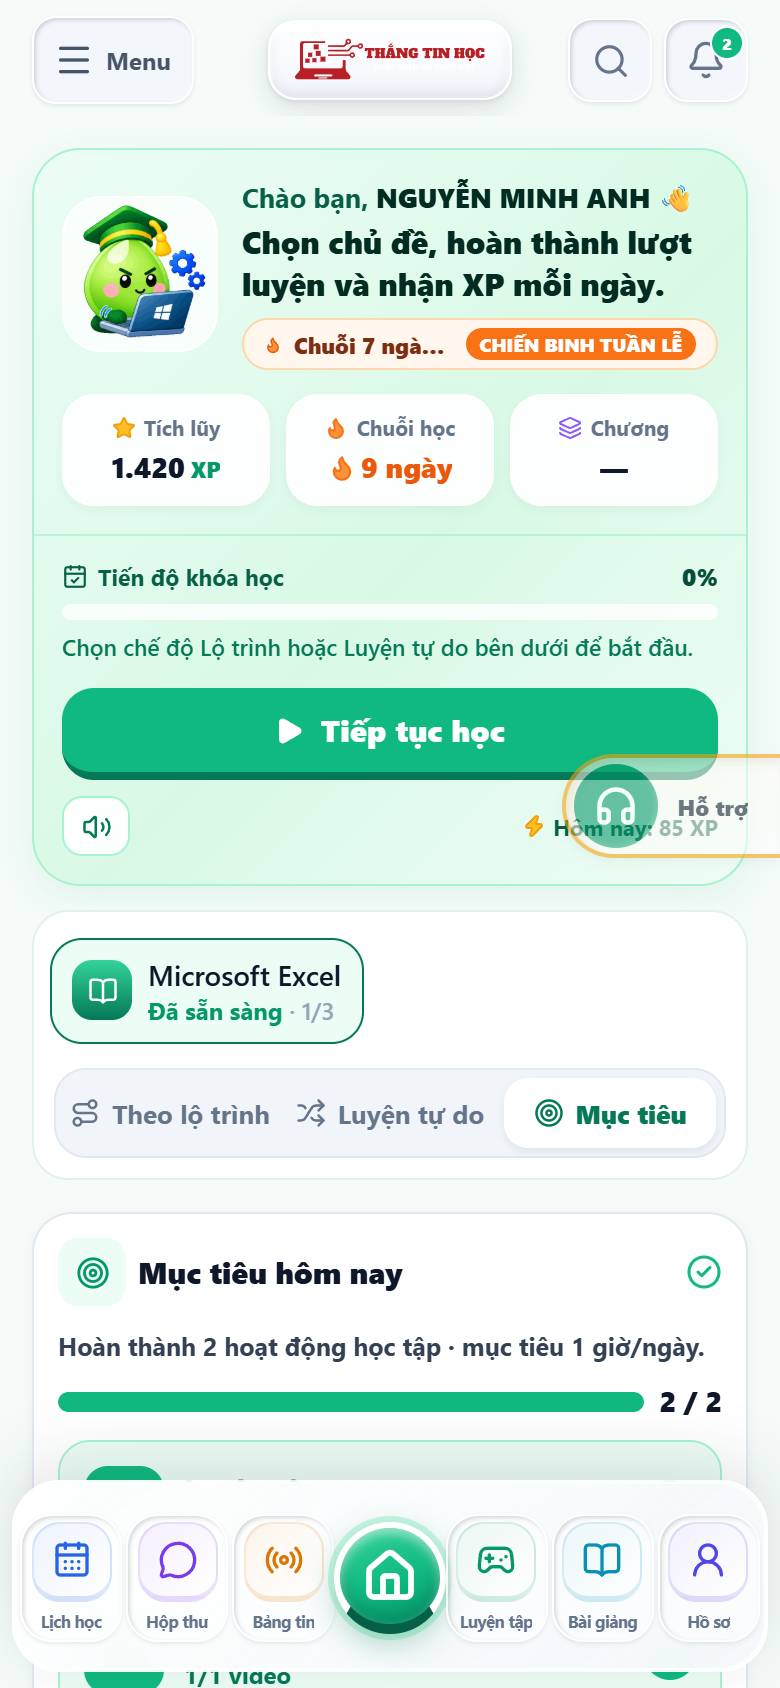 Menu
THẮNG TIN HỌC
2
Chào bạn, NGUYỄN MINH ANH 👋
Chọn chủ đề, hoàn thành lượt
luyện và nhận XP mỗi ngày.
Chuỗi 7 ngà... CHIẾN BINH TUẦN LỄ
Tích lũy
1.420 XP
Chuỗi học
9 ngày
Chương
—
Tiến độ khóa học 0%
Chọn chế độ Lộ trình hoặc Luyện tự do bên dưới để bắt đầu.
Tiếp tục học
Hỗ trợ
Hôm nay: 85 XP
Microsoft Excel
Đã sẵn sàng · 1/3
Theo lộ trình Luyện tự do Mục tiêu
Mục tiêu hôm nay
Hoàn thành 2 hoạt động học tập · mục tiêu 1 giờ/ngày.
2 / 2
Lịch học Hộp thư Bảng tin Luyện tập Bài giảng Hồ sơ
1/1 video